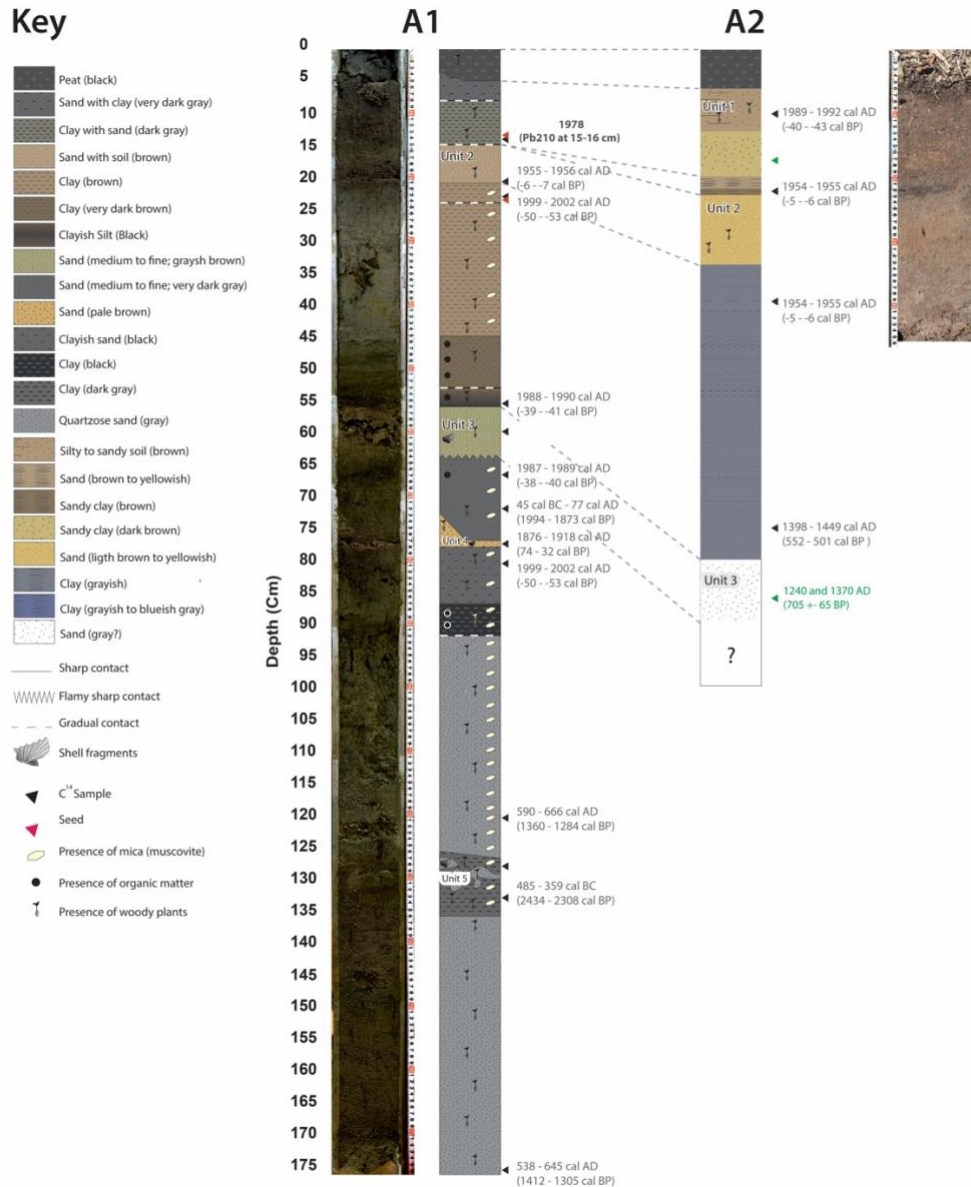 Key
A1
A2
Peat (black)
Sand with clay (very dark gray)
Clay with sand (dark gray)
Sand with soil (brown)
Clay (brown)
Clay (very dark brown)
Clayish Silt (Black)
Sand (medium to fine; graysh brown)
Sand (medium to fine; very dark gray)
Sand (pale brown)
Clayish sand (black)
Clay (black)
Clay (dark gray)
Quartzose sand (gray)
Silty to sandy soil (brown)
Sand (brown to yellowish)
Sandy clay (brown)
Sandy clay (dark brown)
Sand (ligth brown to yellowish)
Clay (grayish)
Clay (grayish to blueish gray)
Sand (gray?)
Sharp contact
Flamy sharp contact
Gradual contact
Shell fragments
C14 Sample
Seed
Presence of mica (muscovite)
Presence of organic matter
Presence of woody plants
Depth (Cm)
0
5
10
15
20
25
30
35
40
45
50
55
60
65
70
75
80
85
90
95
100
105
110
115
120
125
130
135
140
145
150
155
160
165
170
175
Unit 2
Unit 3
Unit 4
Unit 5
1978
(Pb210 at 15-16 cm)
1955 - 1956 cal AD
(-6 - -7 cal BP)
1999 - 2002 cal AD
(-50 - -53 cal BP)
1988 - 1990 cal AD
(-39 - -41 cal BP)
1987 - 1989 cal AD
(-38 - -40 cal BP)
45 cal BC - 77 cal AD
(1994 - 1873 cal BP)
1876 - 1918 cal AD
(74 - 32 cal BP)
1999 - 2002 cal AD
(-50 - -53 cal BP)
590 - 666 cal AD
(1360 - 1284 cal BP)
485 - 359 cal BC
(2434 - 2308 cal BP)
538 - 645 cal AD
(1412 - 1305 cal BP)
Unit 1
Unit 2
Unit 3
?
1989 - 1992 cal AD
(-40 - -43 cal BP)
1954 - 1955 cal AD
(-5 - -6 cal BP)
1954 - 1955 cal AD
(-5 - -6 cal BP)
1398 - 1449 cal AD
(552 - 501 cal BP )
1240 and 1370 AD
(705 +- 65 BP)